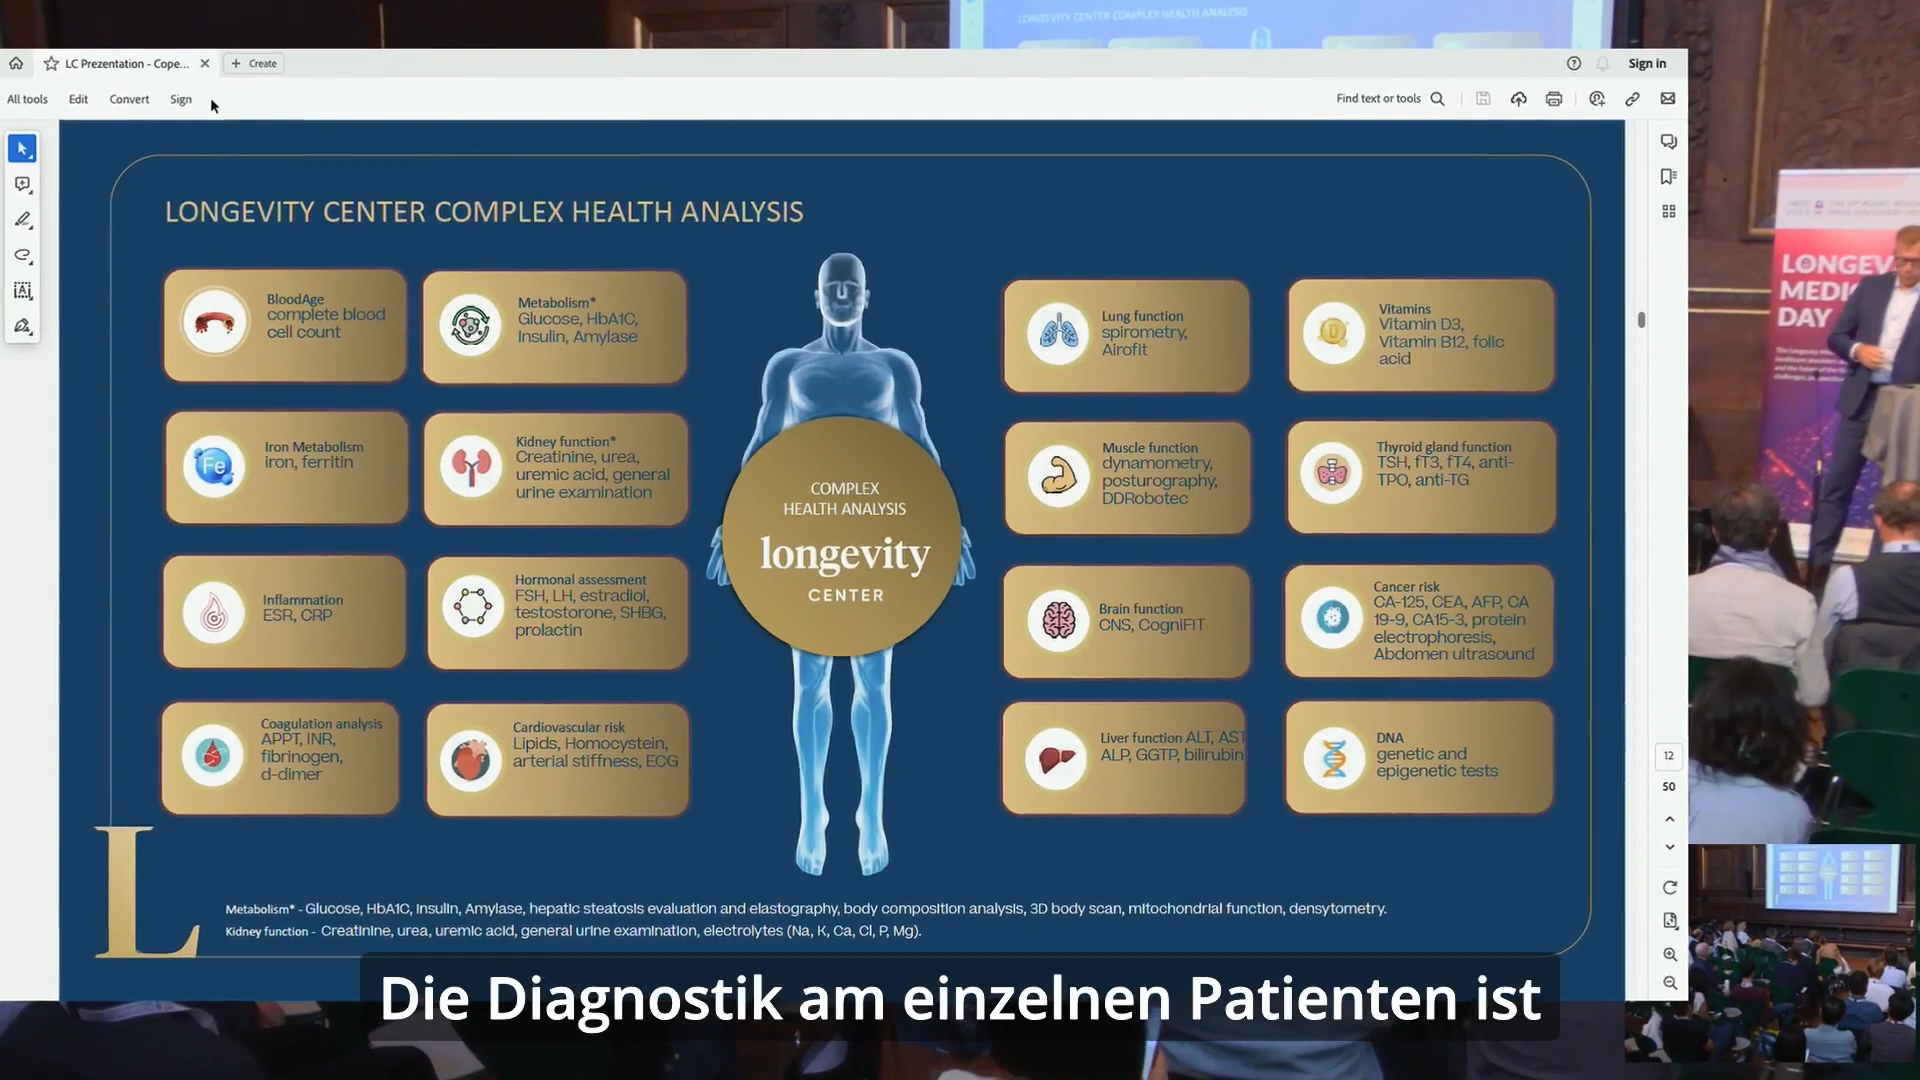 LONGEVITY CENTER COMPLEX HEALTH ANALYSIS
LC Prezentation - Cope...
Create
Sign in
All tools
Edit
Convert
Sign
Find text or tools
LONGEVITY CENTER COMPLEX HEALTH ANALYSIS
BloodAge
complete blood
cell count
Metabolism*
Glucose, HbA1C,
Insulin, Amylase
Iron Metabolism
iron, ferritin
Fe
Kidney function*
Creatinine, urea,
uremic acid, general
urine examination
Inflammation
ESR, CRP
Hormonal assessment
FSH, LH, estradiol,
testostorone, SHBG,
prolactin
Coagulation analysis
APPT, INR,
fibrinogen,
d-dimer
Cardiovascular risk
Lipids, Homocystein,
arterial stiffness, ECG
COMPLEX
HEALTH ANALYSIS
longevity
CENTER
Lung function
spirometry,
Airofit
Vitamins
Vitamin D3,
Vitamin B12, folic
acid
D
Muscle function
dynamometry,
posturography,
DDRobotec
Thyroid gland function
TSH, fT3, fT4, anti-
TPO, anti-TG
Brain function
CNS, CogniFIT
Cancer risk
CA-125, CEA, AFP, CA
19-9, CA15-3, protein
electrophoresis,
Abdomen ultrasound
Liver function ALT, AST
ALP, GGTP, bilirubin
DNA
genetic and
epigenetic tests
L
Metabolism* - Glucose, HbA1C, Insulin, Amylase, hepatic steatosis evaluation and elastography, body composition analysis, 3D body scan, mitochondrial function, densytometry.
Kidney function - Creatinine, urea, uremic acid, general urine examination, electrolytes (Na, K, Ca, Cl, P, Mg).
12
50
LONGEV
MEDI
DAY
Die Diagnostik am einzelnen Patienten ist